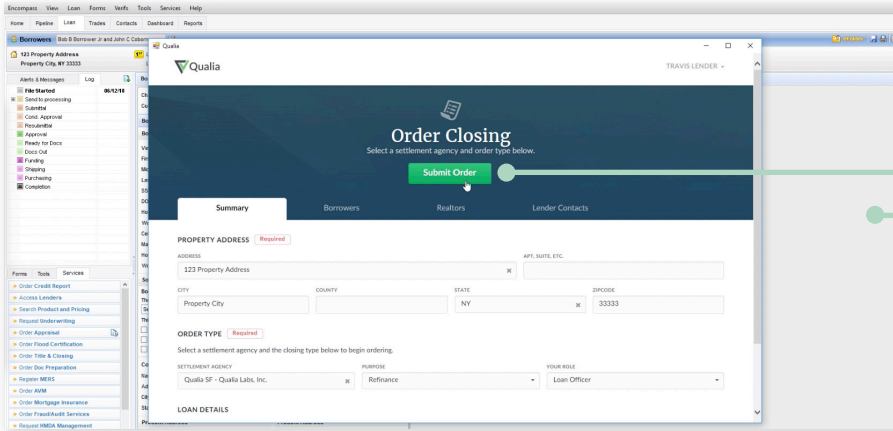 Encompass View Loan Forms Verifs Tools Services Help
Home Pipeline Loan Trades Contacts Dashboard Reports
Borrowers Bob B Borrower Jr and John C
123 Property Address
Property City, NY 33333
Alerts & Messages Log
File Started 06/12/18
Send to processing
Submittal
Cond. Approval
Resubmittal
Approval
Ready for Docs
Docs Out
Funding
Shipping
Purchasing
Completion
Forms Tools Services
Order Credit Report
Access Lenders
Search Product and Pricing
Request Underwriting
Order Appraisal
Order Flood Certification
Order Title & Closing
Order Doc Preparation
Register MERS
Order AVM
Order Mortgage Insurance
Order Fraud/Audit Services
Request HMDA Management
Qualia
Qualia
TRAVIS LENDER
Order Closing
Select a settlement agency and order type below.
Submit Order
Summary Borrowers Realtors Lender Contacts
PROPERTY ADDRESS Required
ADDRESS APT, SUITE, ETC.
123 Property Address
CITY COUNTY STATE ZIPCODE
Property City NY 33333
ORDER TYPE Required
Select a settlement agency and the closing type below to begin ordering.
SETTLEMENT AGENCY PURPOSE YOUR ROLE
Qualia SF - Qualia Labs, Inc. Refinance Loan Officer
LOAN DETAILS